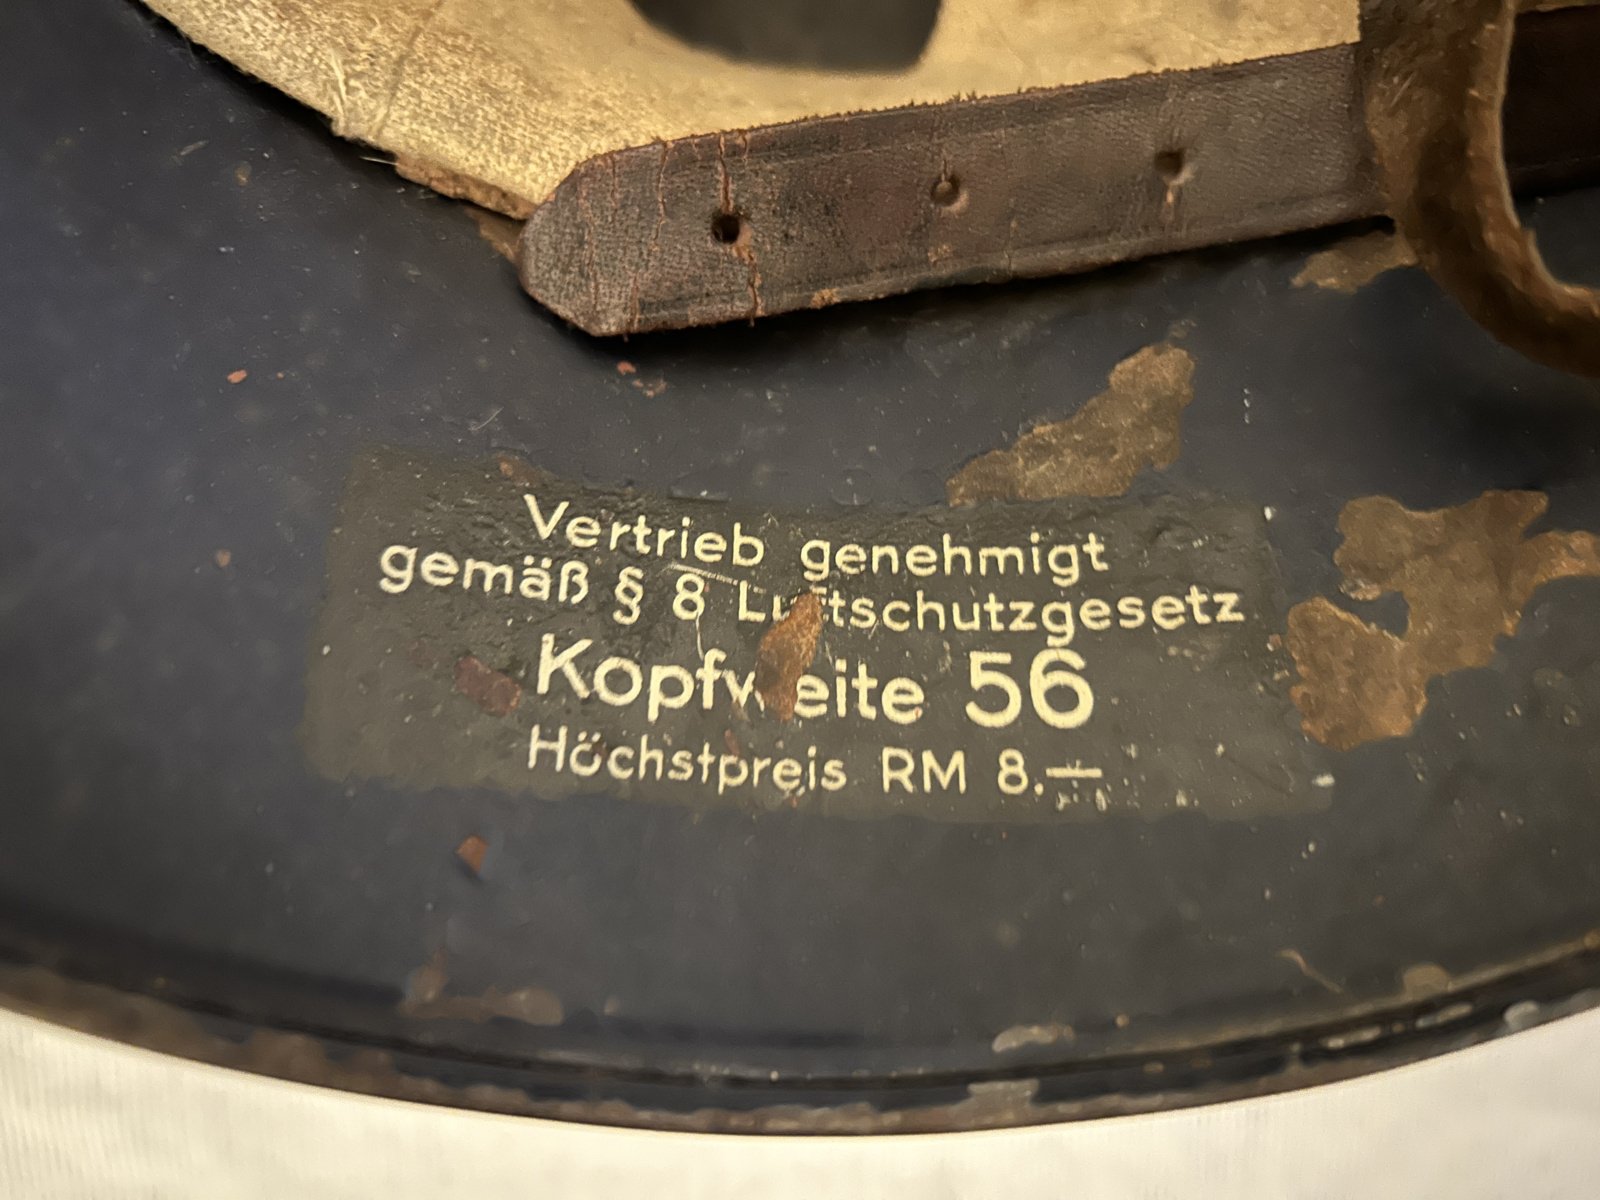 Vertrieb genehmigt
gemäß § 8 Luftschutzgesetz
Kopfweite 56
Höchstpreis RM 8.—